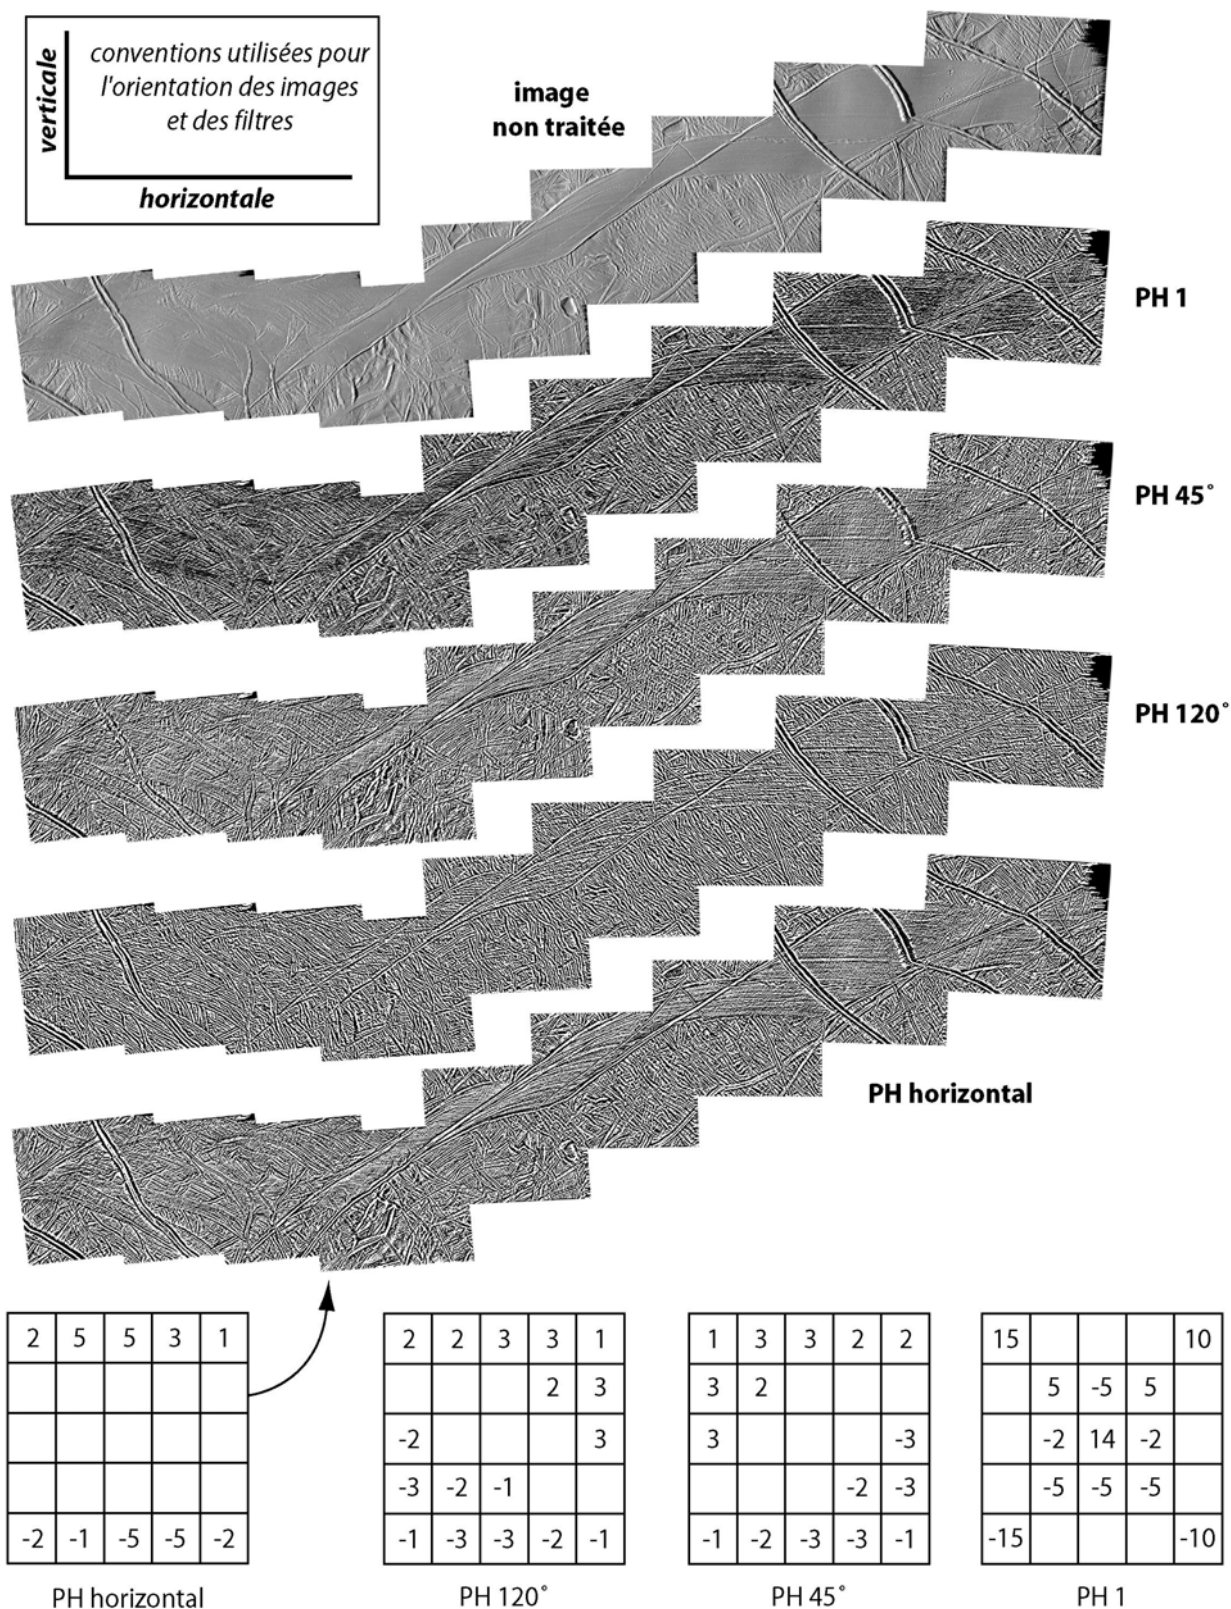 verticale
conventions utilisées pour
l'orientation des images
et des filtres
horizontale
image
non traitée
PH 1
PH 45˚
PH 120˚
PH horizontal
2 5 5 3 1
-2 -1 -5 -5 -2
PH horizontal
2 2 3 3 1
2 3
-2 3
-3 -2 -1
-1 -3 -3 -2 -1
PH 120˚
1 3 3 2 2
3 2
3 -3
-2 -3
-1 -2 -3 -3 -1
PH 45˚
15 10
5 -5 5
-2 14 -2
-5 -5 -5
-15 -10
PH 1